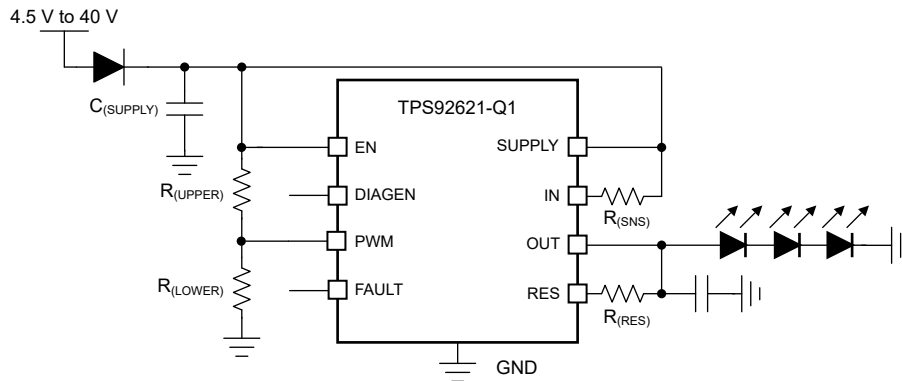 4.5 V to 40 V
TPS92621-Q1
C(SUPPLY)
EN
SUPPLY
R(UPPER)
DIAGEN
IN
R(SNS)
PWM
OUT
R(LOWER)
FAULT
RES
R(RES)
GND